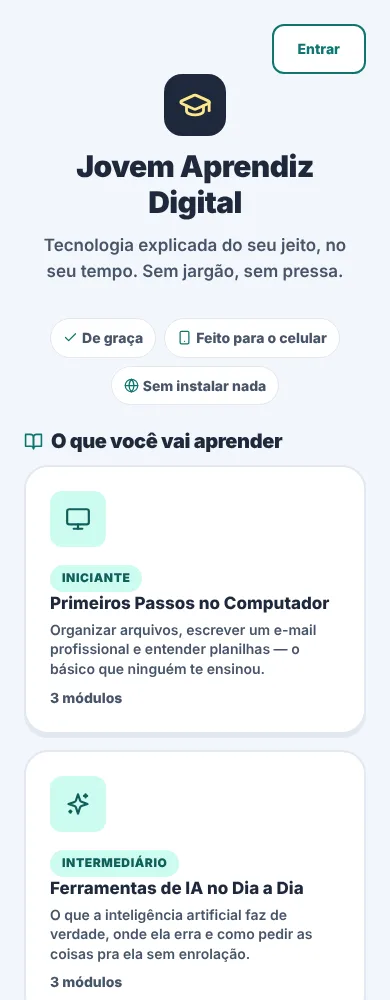 Entrar
Jovem Aprendiz
Digital
Tecnologia explicada do seu jeito, no
seu tempo. Sem jargão, sem pressa.
De graça
Feito para o celular
Sem instalar nada
O que você vai aprender
INICIANTE
Primeiros Passos no Computador
Organizar arquivos, escrever um e-mail
profissional e entender planilhas — o
básico que ninguém te ensinou.
3 módulos
INTERMEDIÁRIO
Ferramentas de IA no Dia a Dia
O que a inteligência artificial faz de
verdade, onde ela erra e como pedir as
coisas pra ela sem enrolação.
3 módulos